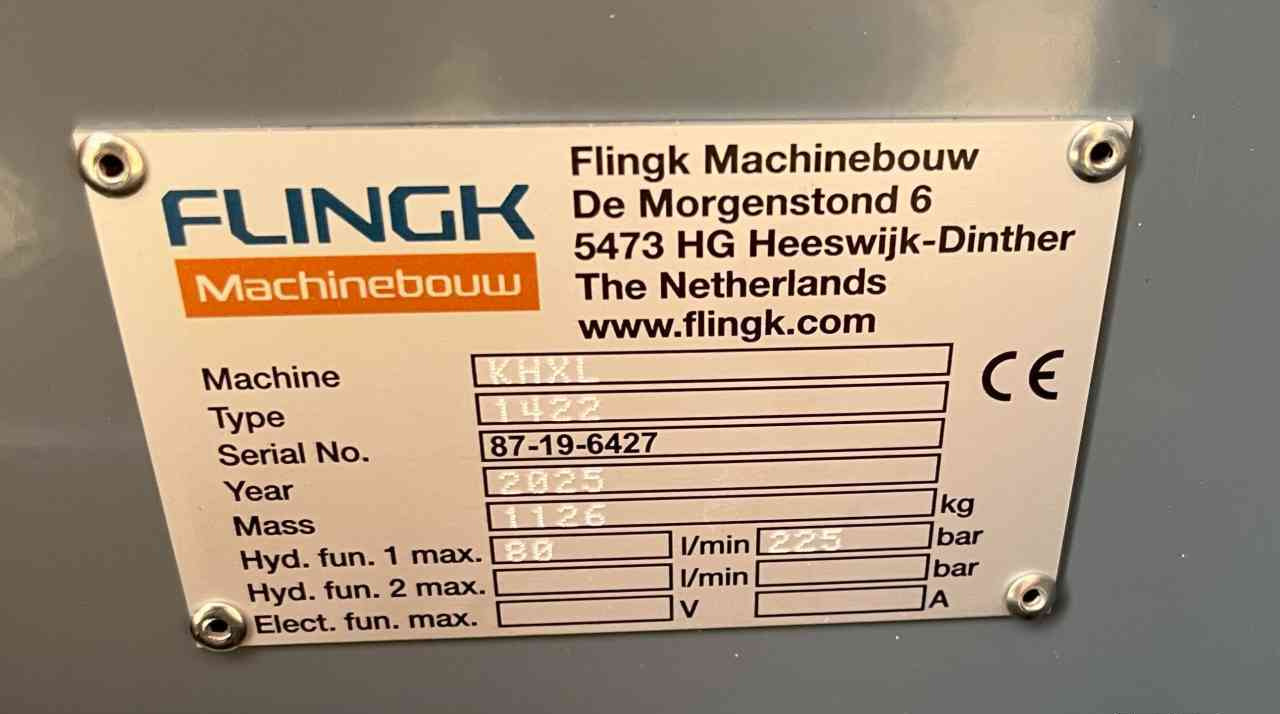 FLINGK
Machinebouw
Flingk Machinebouw
De Morgenstond 6
5473 HG Heeswijk-Dinther
The Netherlands
www.flingk.com
CE
Machine KHXL
Type 1422
Serial No. 87-19-6427
Year 2025
Mass 1126 kg
Hyd. fun. 1 max. 80 l/min 225 bar
Hyd. fun. 2 max. l/min bar
Elect. fun. max. V A